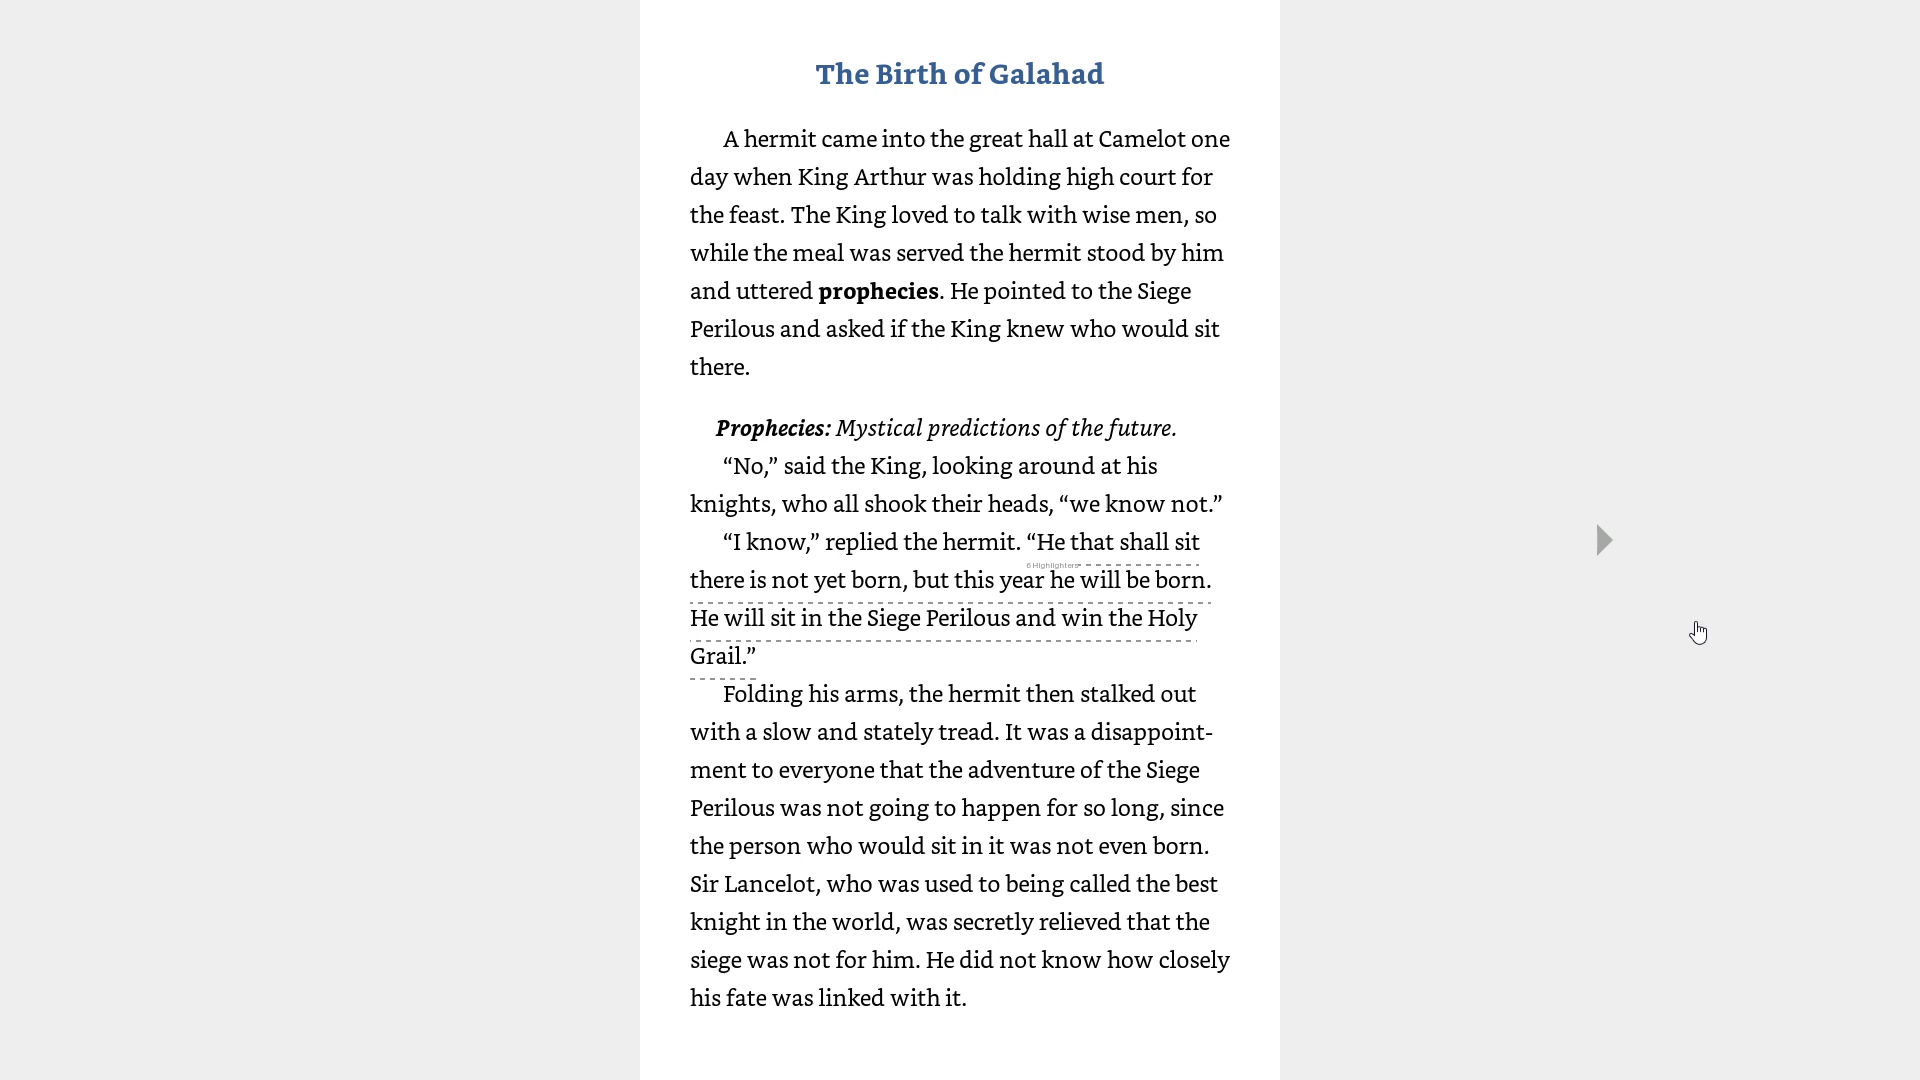 The Birth of Galahad
A hermit came into the great hall at Camelot one
day when King Arthur was holding high court for
the feast. The King loved to talk with wise men, so
while the meal was served the hermit stood by him
and uttered prophecies. He pointed to the Siege
Perilous and asked if the King knew who would sit
there.
Prophecies: Mystical predictions of the future.
“No,” said the King, looking around at his
knights, who all shook their heads, “we know not.”
“I know,” replied the hermit. “He that shall sit
6 Highlighters
there is not yet born, but this year he will be born.
He will sit in the Siege Perilous and win the Holy
Grail.”
Folding his arms, the hermit then stalked out
with a slow and stately tread. It was a disappoint-
ment to everyone that the adventure of the Siege
Perilous was not going to happen for so long, since
the person who would sit in it was not even born.
Sir Lancelot, who was used to being called the best
knight in the world, was secretly relieved that the
siege was not for him. He did not know how closely
his fate was linked with it.